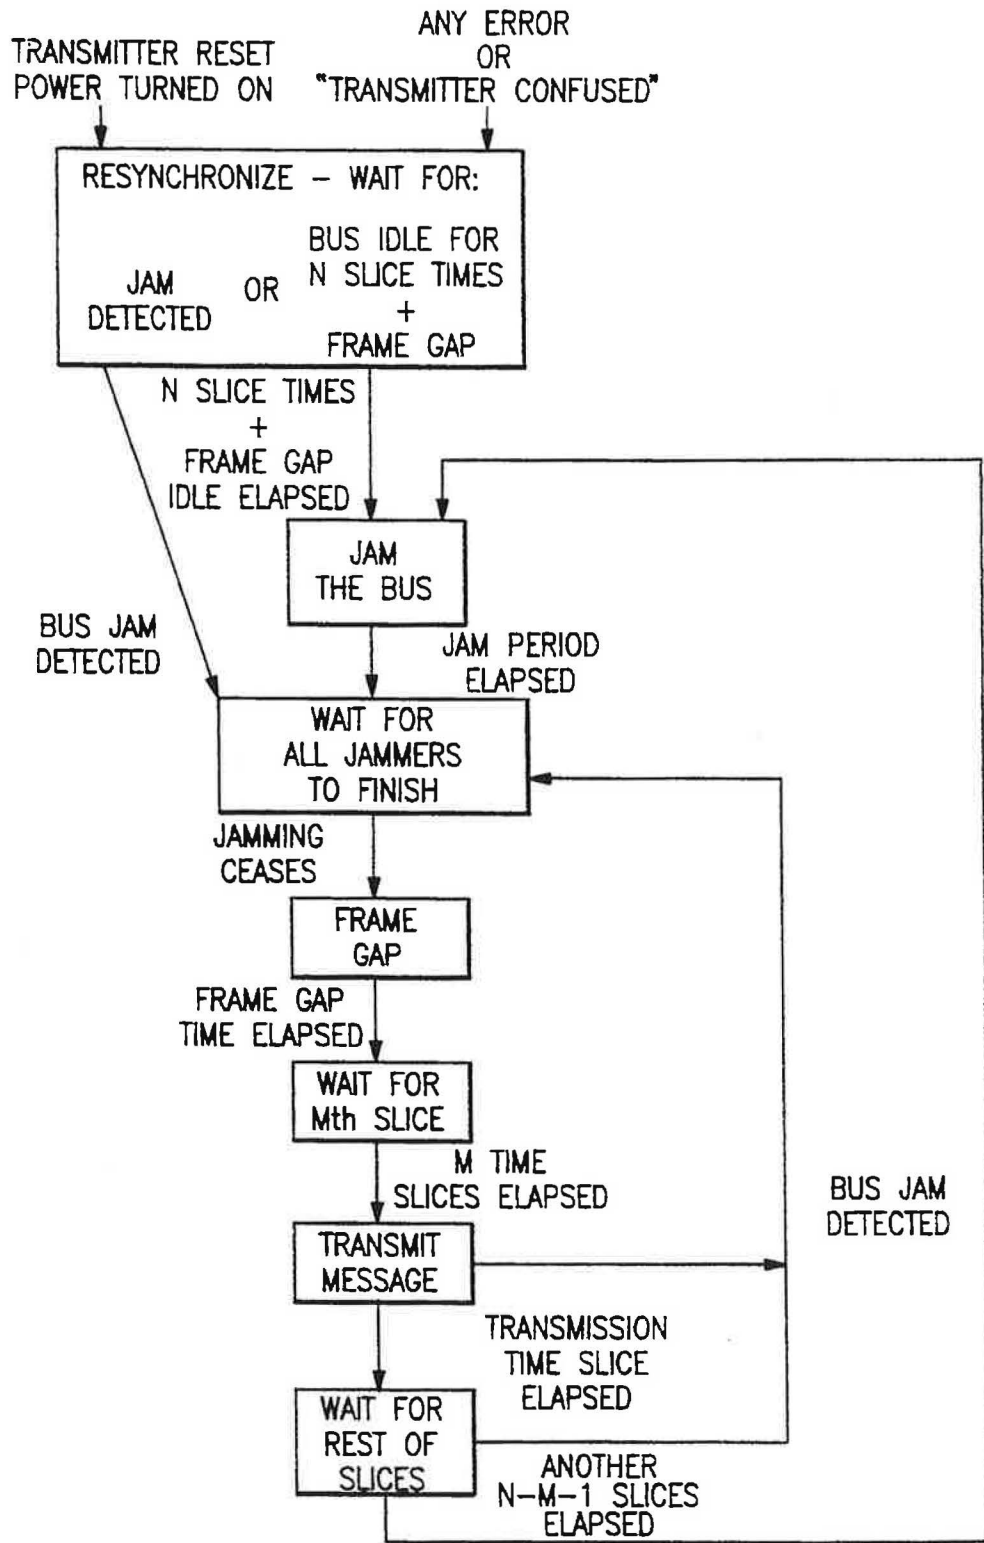 TRANSMITTER RESET
POWER TURNED ON
ANY ERROR
OR
"TRANSMITTER CONFUSED"
RESYNCHRONIZE – WAIT FOR:
JAM
DETECTED
OR
BUS IDLE FOR
N SLICE TIMES
+
FRAME GAP
N SLICE TIMES
+
FRAME GAP
IDLE ELAPSED
JAM
THE BUS
BUS JAM
DETECTED
JAM PERIOD
ELAPSED
WAIT FOR
ALL JAMMERS
TO FINISH
JAMMING
CEASES
FRAME
GAP
FRAME GAP
TIME ELAPSED
WAIT FOR
Mth SLICE
M TIME
SLICES ELAPSED
BUS JAM
DETECTED
TRANSMIT
MESSAGE
TRANSMISSION
TIME SLICE
ELAPSED
WAIT FOR
REST OF
SLICES
ANOTHER
N-M-1 SLICES
ELAPSED